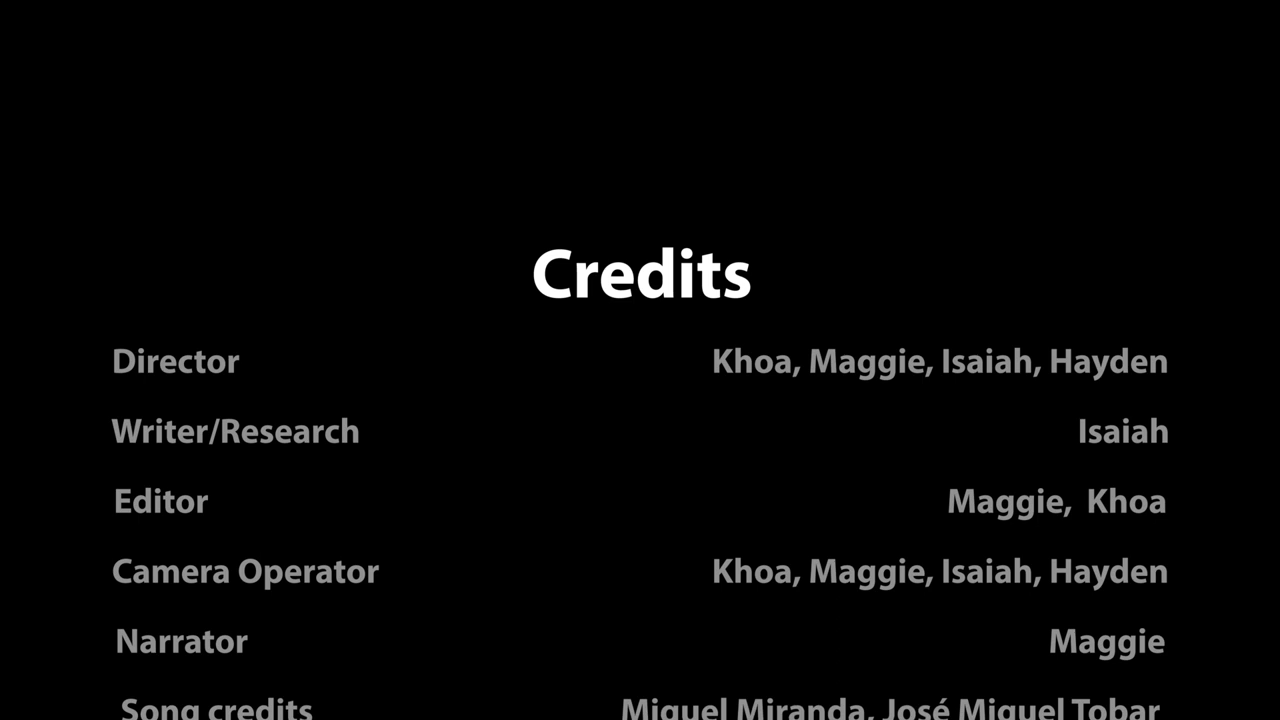 Credits
Director Khoa, Maggie, Isaiah, Hayden
Writer/Research Isaiah
Editor Maggie, Khoa
Camera Operator Khoa, Maggie, Isaiah, Hayden
Narrator Maggie
Song credits Miguel Miranda, José Miguel Tobar